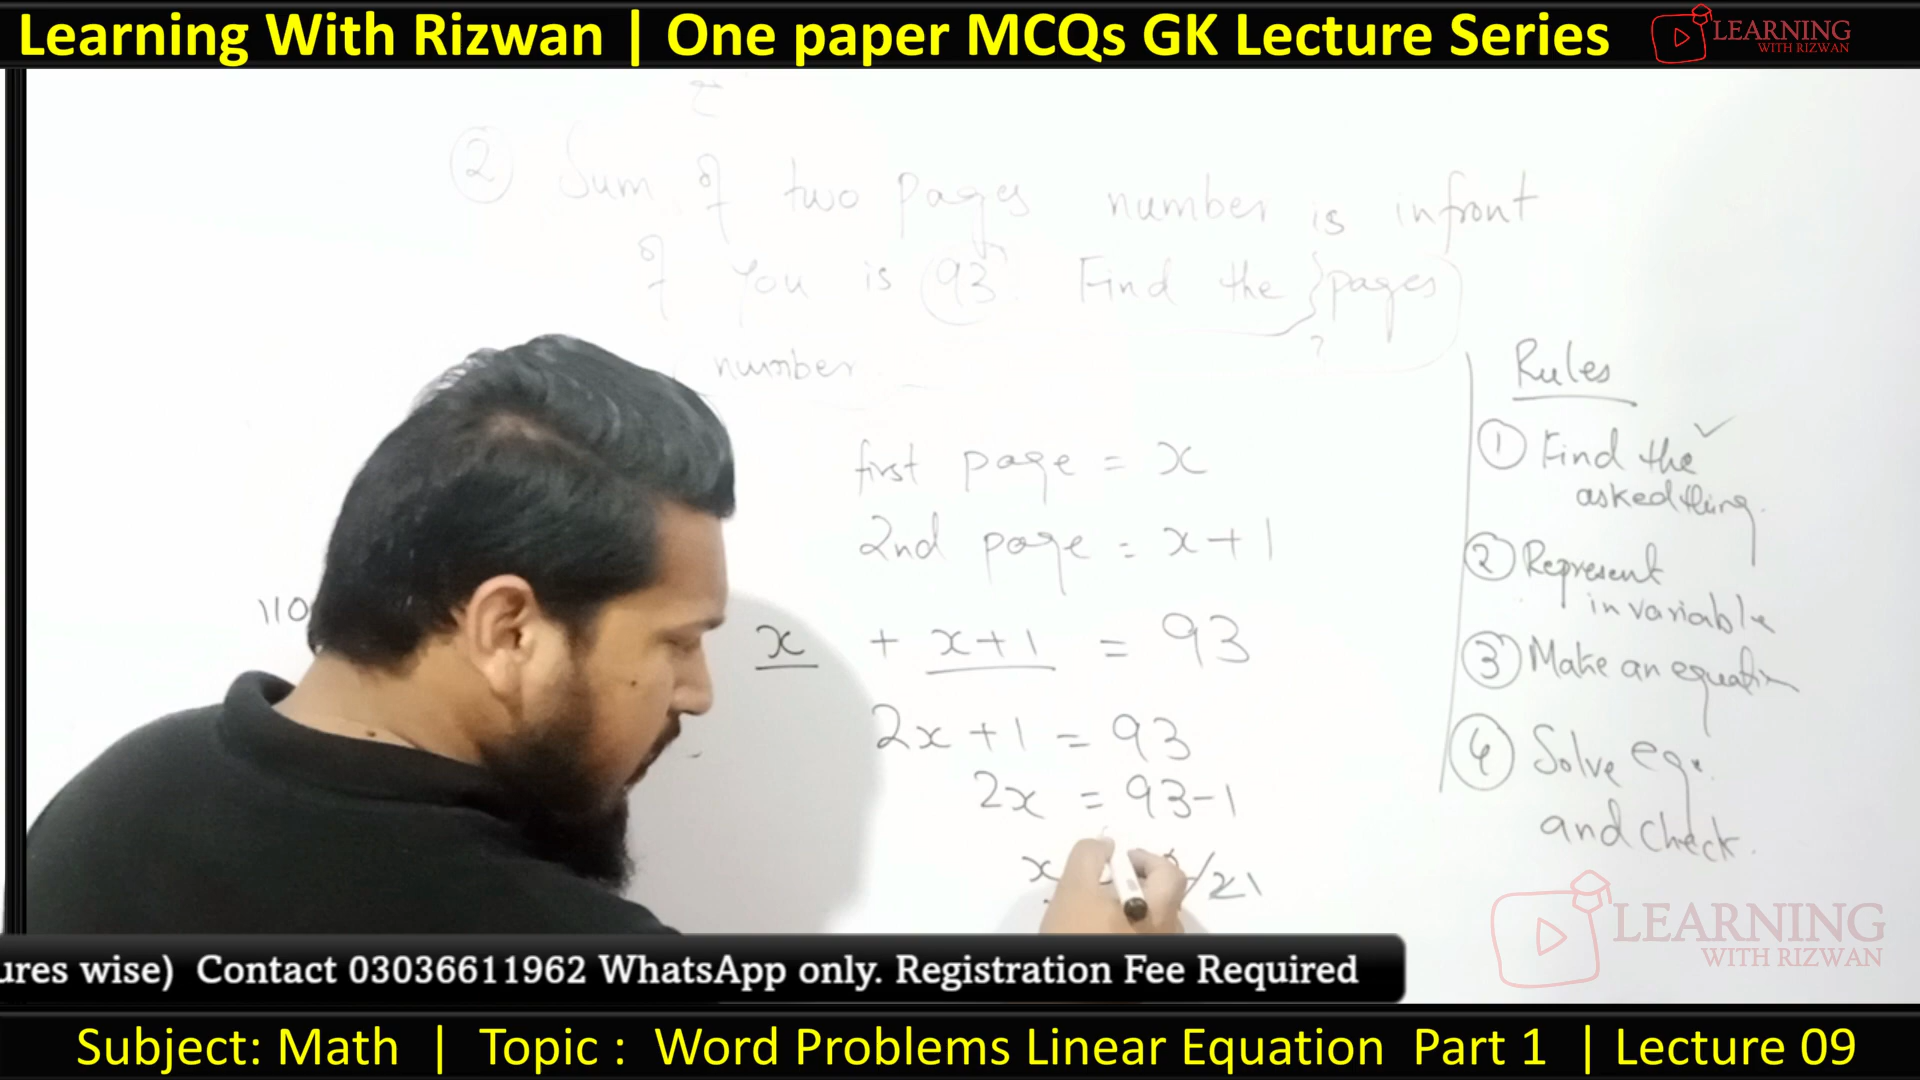 Learning With Rizwan | One paper MCQs GK Lecture Series
LEARNING
WITH RIZWAN
② Sum of two pages number is infront
of you is 93. Find the pages
?
number
first page = x
2nd page = x+1
110
x + x+1 = 93
2x+1 = 93
2x = 93-1
x
Rules
① Find the ✓
asked thing.
② Represent
in variable
③ Make an equation
④ Solve eq.
and check.
LEARNING
WITH RIZWAN
ures wise) Contact 03036611962 WhatsApp only. Registration Fee Required
Subject: Math | Topic : Word Problems Linear Equation Part 1 | Lecture 09